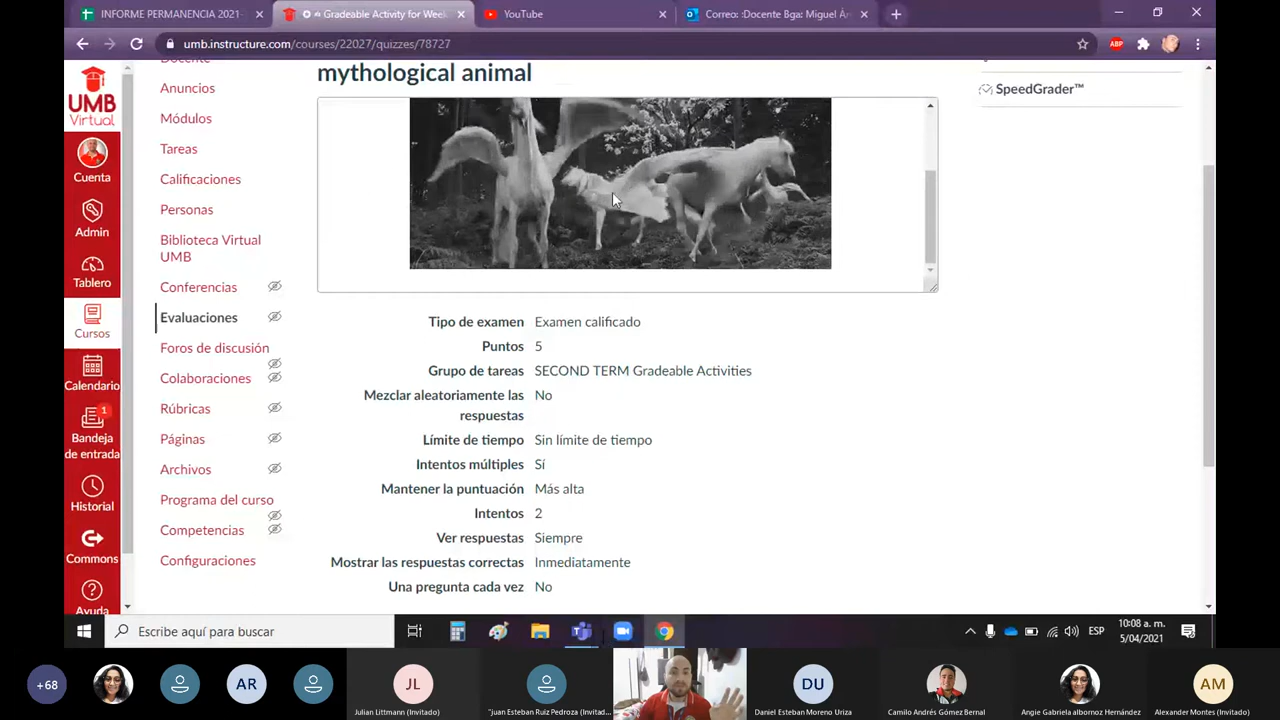 INFORME PERMANENCIA 2021-
Gradeable Activity for Week
YouTube
Correo: :Docente Bga: Miguel Án
umb.instructure.com/courses/22027/quizzes/78727
ABP
UMB
Virtual
Cuenta
Admin
Tablero
Cursos
Calendario
1
Bandeja
de entrada
Historial
Commons
Ayuda
Docente
Anuncios
Módulos
Tareas
Calificaciones
Personas
Biblioteca Virtual
UMB
Conferencias
Evaluaciones
Foros de discusión
Colaboraciones
Rúbricas
Páginas
Archivos
Programa del curso
Competencias
Configuraciones
mythological animal
SpeedGrader™
Tipo de examen Examen calificado
Puntos 5
Grupo de tareas SECOND TERM Gradeable Activities
Mezclar aleatoriamente las No
respuestas
Límite de tiempo Sin límite de tiempo
Intentos múltiples Sí
Mantener la puntuación Más alta
Intentos 2
Ver respuestas Siempre
Mostrar las respuestas correctas Inmediatamente
Una pregunta cada vez No
Escribe aquí para buscar
ESP
10:08 a. m.
5/04/2021
+68
AR
JL
DU
AM
Julian Littmann (Invitado)
"juan Esteban Ruiz Pedroza (Invitad...
Daniel Esteban Moreno Uriza
Camilo Andrés Gómez Bernal
Angie Gabriela albornoz Hernández
Alexander Montes (Invitado)